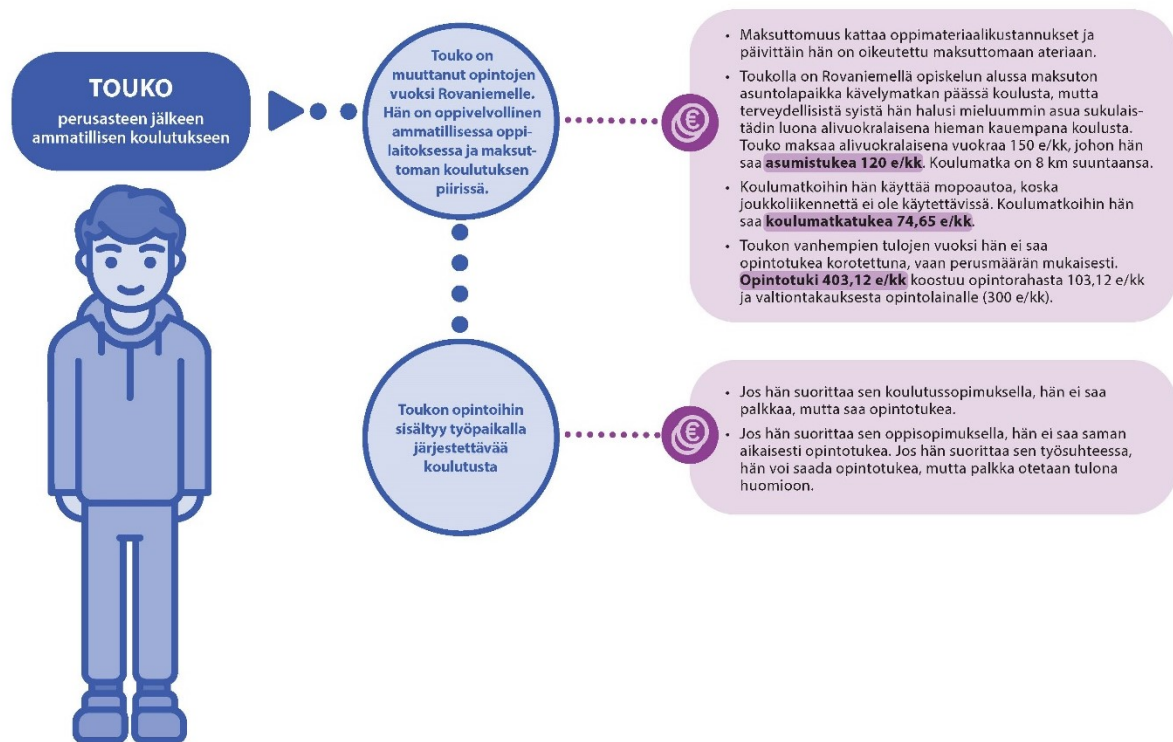 TOUKO
perusasteen jälkeen
ammatillisen koulutukseen
Touko on
muuttanut opintojen
vuoksi Rovaniemelle.
Hän on oppivelvollinen
ammatillisessa oppi-
laitoksessa ja maksut-
toman koulutuksen
piirissä.
• Maksuttomuus kattaa oppimateriaalikustannukset ja
päivittäin hän on oikeutettu maksuttomaan ateriaan.
• Toukolla on Rovaniemellä opiskelun alussa maksuton
asuntolapaikka kävelymatkan päässä koulusta, mutta
terveydellisistä syistä hän halusi mieluummin asua sukulais-
tädin luona alivuokralaisena hieman kauempana koulusta.
Touko maksaa alivuokralaisena vuokraa 150 e/kk, johon hän
saa asumistukea 120 e/kk. Koulumatka on 8 km suuntaansa.
• Koulumatkoihin hän käyttää mopoautoa, koska
joukkoliikennettä ei ole käytettävissä. Koulumatkoihin hän
saa koulumatkatukea 74,65 e/kk.
• Toukon vanhempien tulojen vuoksi hän ei saa
opintotukea korotettuna, vaan perusmäärän mukaisesti.
Opintotuki 403,12 e/kk koostuu opintorahasta 103,12 e/kk
ja valtiontakauksesta opintolainalle (300 e/kk).
Toukon opintoihin
sisältyy työpaikalla
järjestettävää
koulutusta
• Jos hän suorittaa sen koulutussopimuksella, hän ei saa
palkkaa, mutta saa opintotukea.
• Jos hän suorittaa sen oppisopimuksella, hän ei saa saman
aikaisesti opintotukea. Jos hän suorittaa sen työsuhteessa,
hän voi saada opintotukea, mutta palkka otetaan tulona
huomioon.